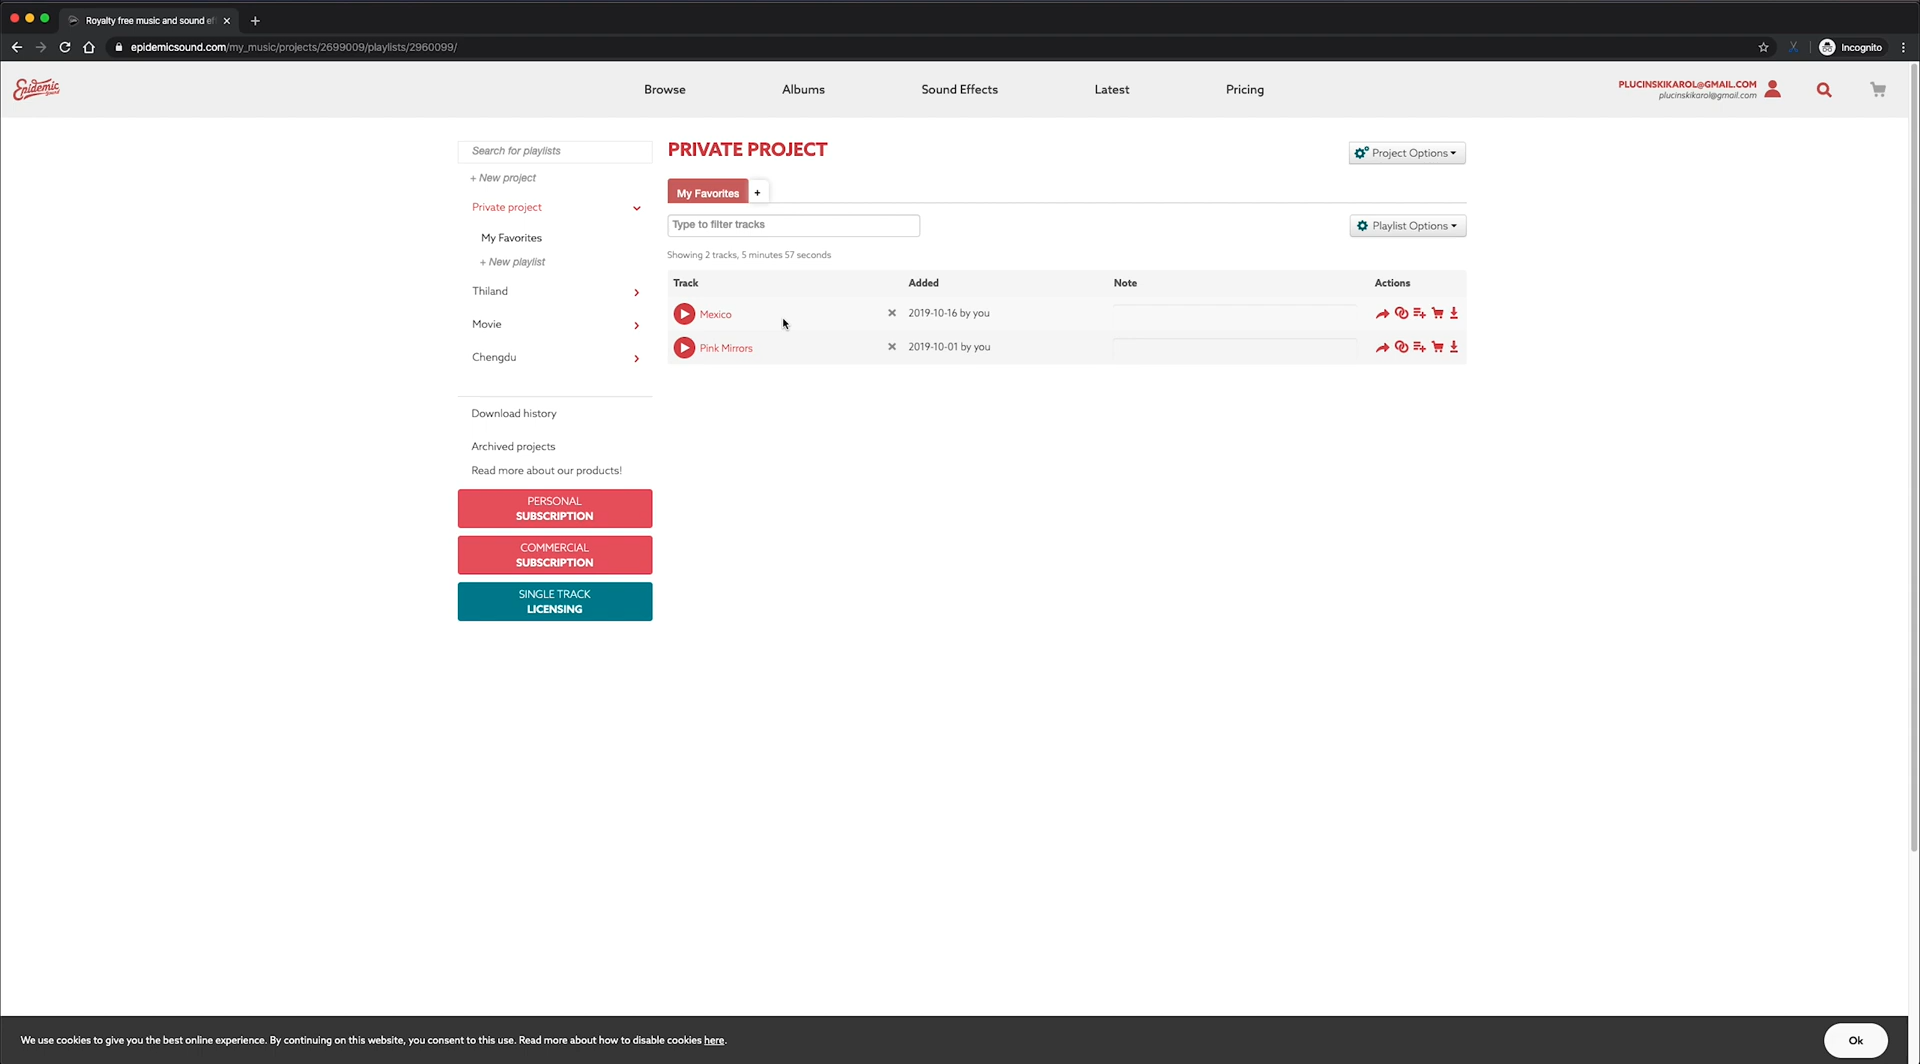 Royalty free music and sound ef
epidemicsound.com/my_music/projects/2699009/playlists/2960099/
Incognito
Epidemic Sound
Browse
Albums
Sound Effects
Latest
Pricing
PLUCINSKIKAROL@GMAIL.COM
plucinskikarol@gmail.com
Search for playlists
+ New project
Private project
My Favorites
+ New playlist
Thiland
Movie
Chengdu
Download history
Archived projects
Read more about our products!
PERSONAL
SUBSCRIPTION
COMMERCIAL
SUBSCRIPTION
SINGLE TRACK
LICENSING
PRIVATE PROJECT
Project Options
My Favorites +
Type to filter tracks
Playlist Options
Showing 2 tracks, 5 minutes 57 seconds
Track Added Note Actions
Mexico 2019-10-16 by you
Pink Mirrors 2019-10-01 by you
We use cookies to give you the best online experience. By continuing on this website, you consent to this use. Read more about how to disable cookies here.
Ok